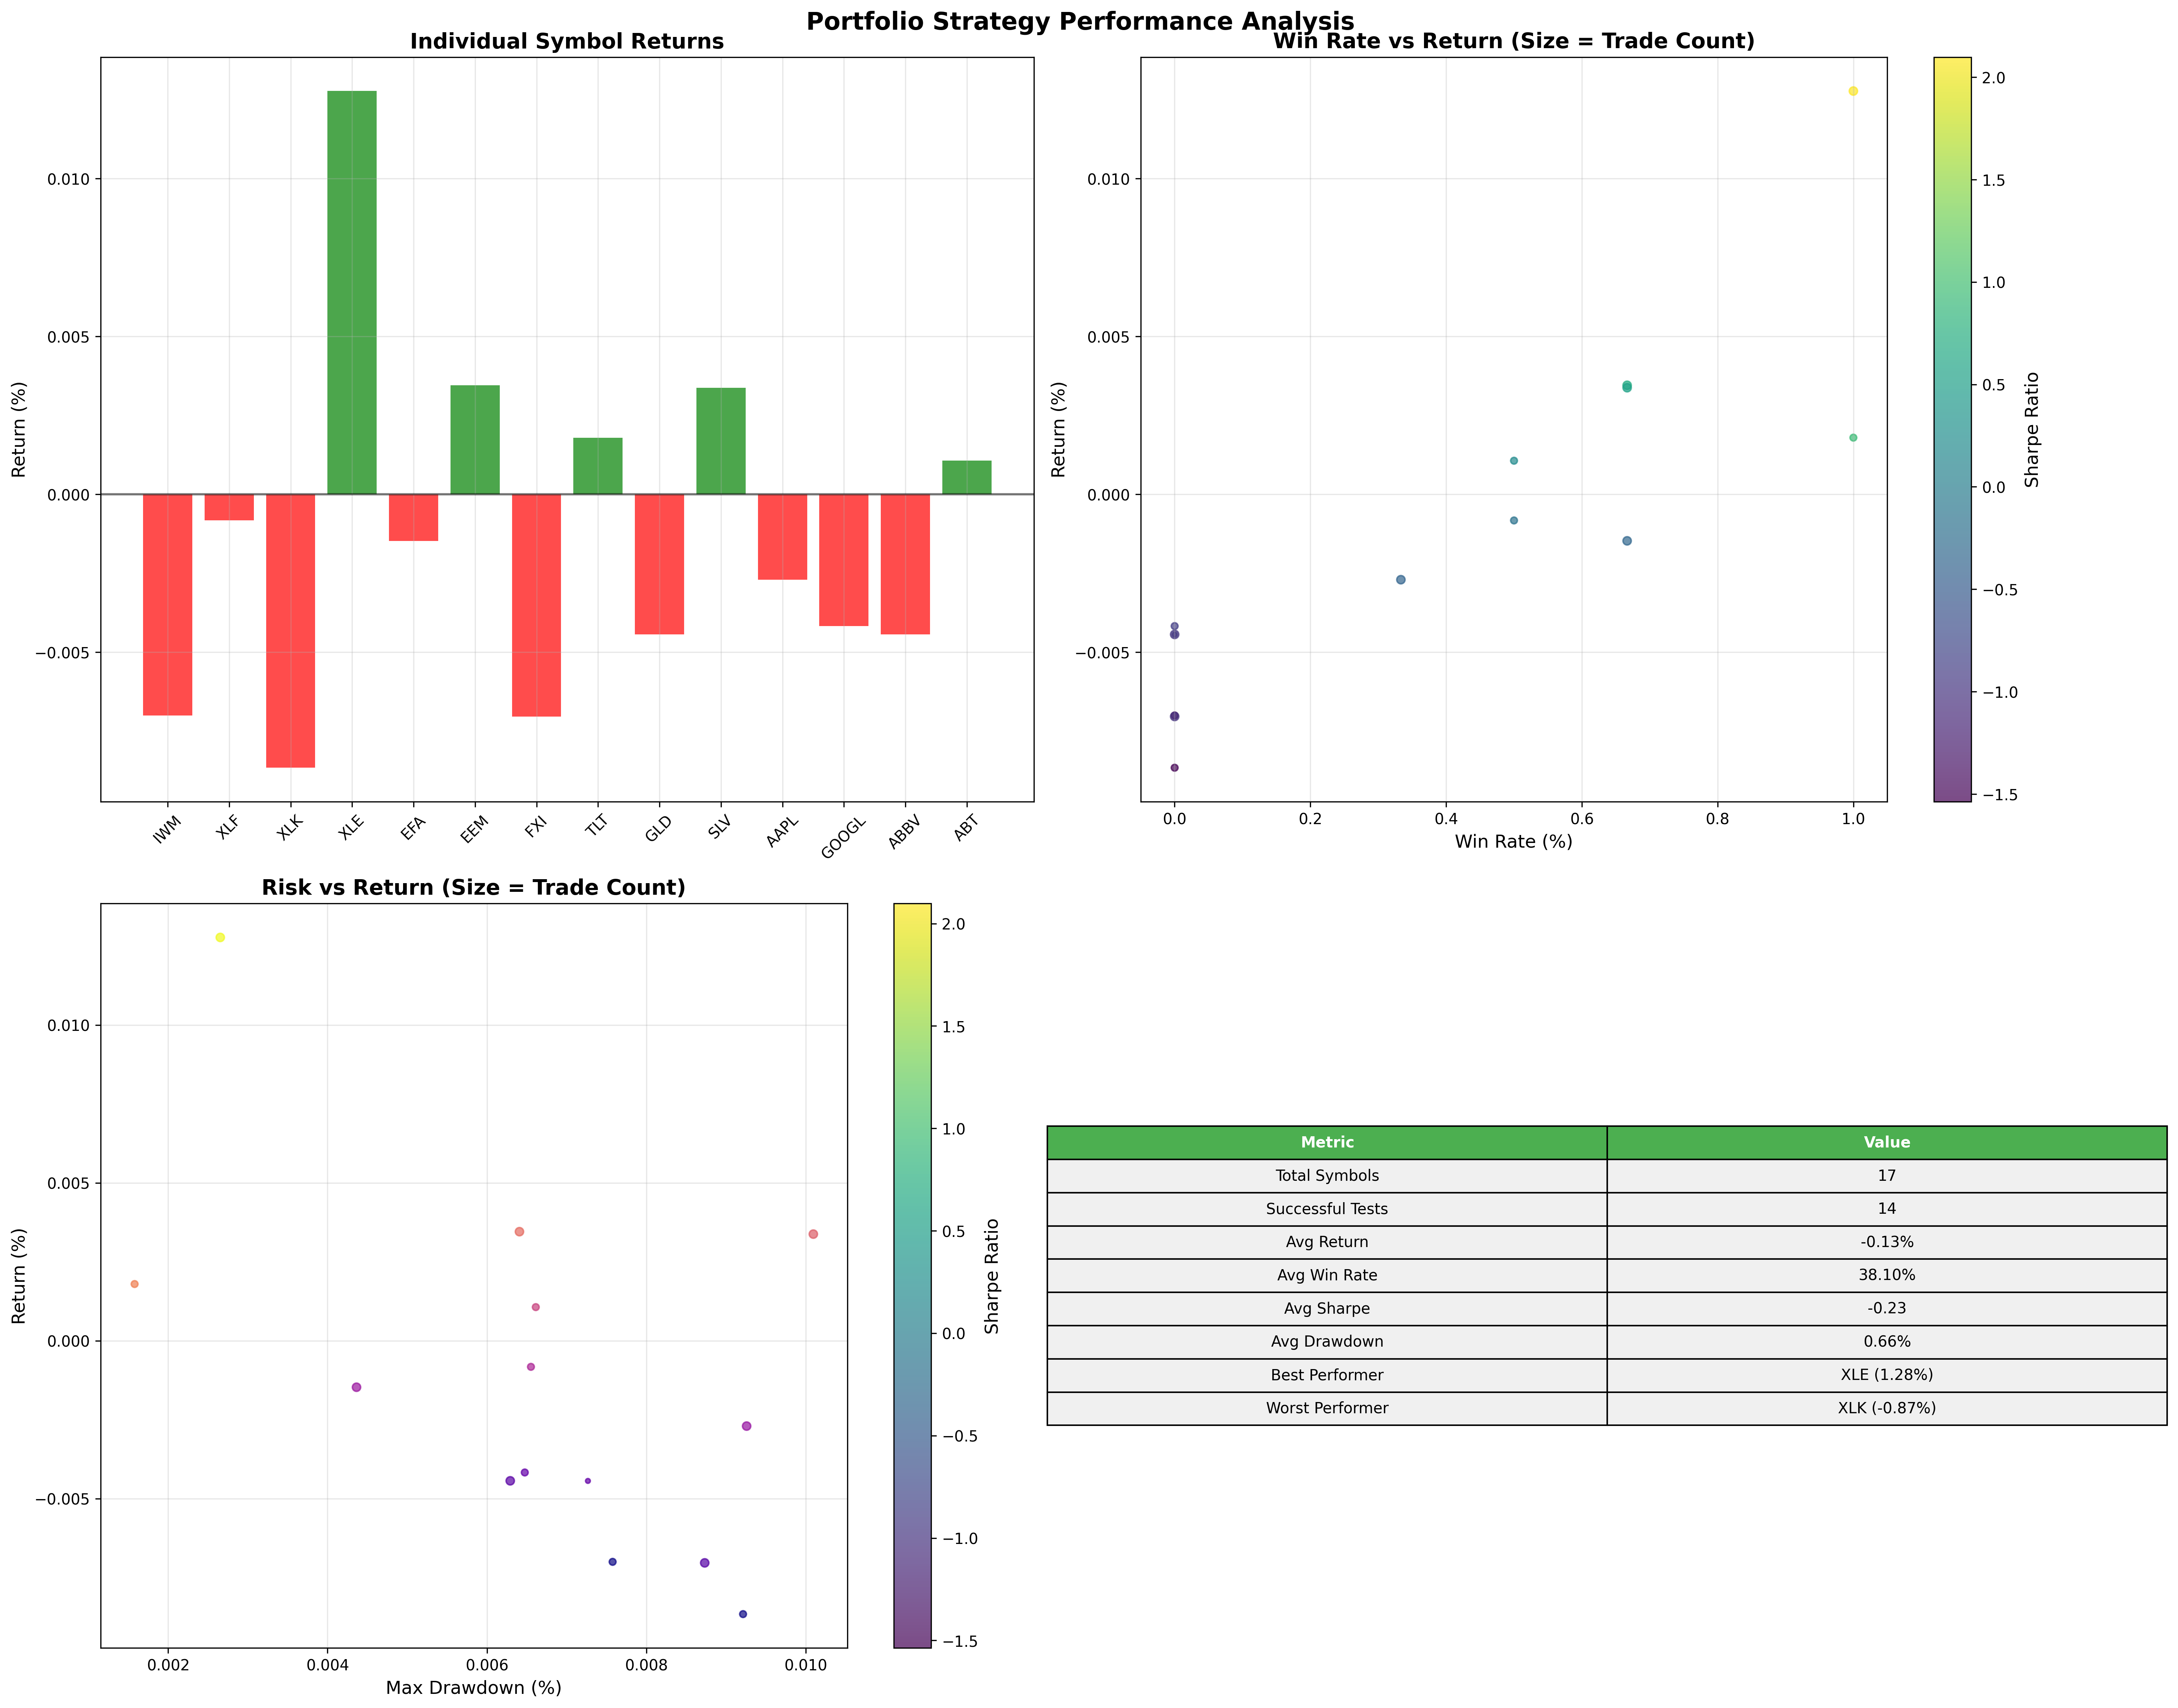 Portfolio Strategy Performance Analysis
Individual Symbol Returns
Return (%)
0.010
0.005
0.000
−0.005
IWM
XLF
XLK
XLE
EFA
EEM
FXI
TLT
GLD
SLV
AAPL
GOOGL
ABBV
ABT
Win Rate vs Return (Size = Trade Count)
Return (%)
0.010
0.005
0.000
−0.005
0.0
0.2
0.4
0.6
0.8
1.0
Win Rate (%)
2.0
1.5
1.0
0.5
0.0
−0.5
−1.0
−1.5
Sharpe Ratio
Risk vs Return (Size = Trade Count)
Return (%)
0.010
0.005
0.000
−0.005
0.002
0.004
0.006
0.008
0.010
Max Drawdown (%)
2.0
1.5
1.0
0.5
0.0
−0.5
−1.0
−1.5
Sharpe Ratio
Metric Value
Total Symbols 17
Successful Tests 14
Avg Return -0.13%
Avg Win Rate 38.10%
Avg Sharpe -0.23
Avg Drawdown 0.66%
Best Performer XLE (1.28%)
Worst Performer XLK (-0.87%)